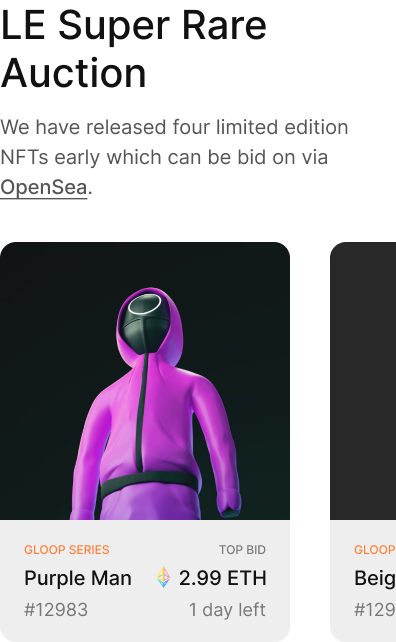 LE Super Rare
Auction
We have released four limited edition
NFTs early which can be bid on via
OpenSea.
GLOOP SERIES TOP BID
Purple Man 2.99 ETH
#12983 1 day left
GLOOP
Beig
#129